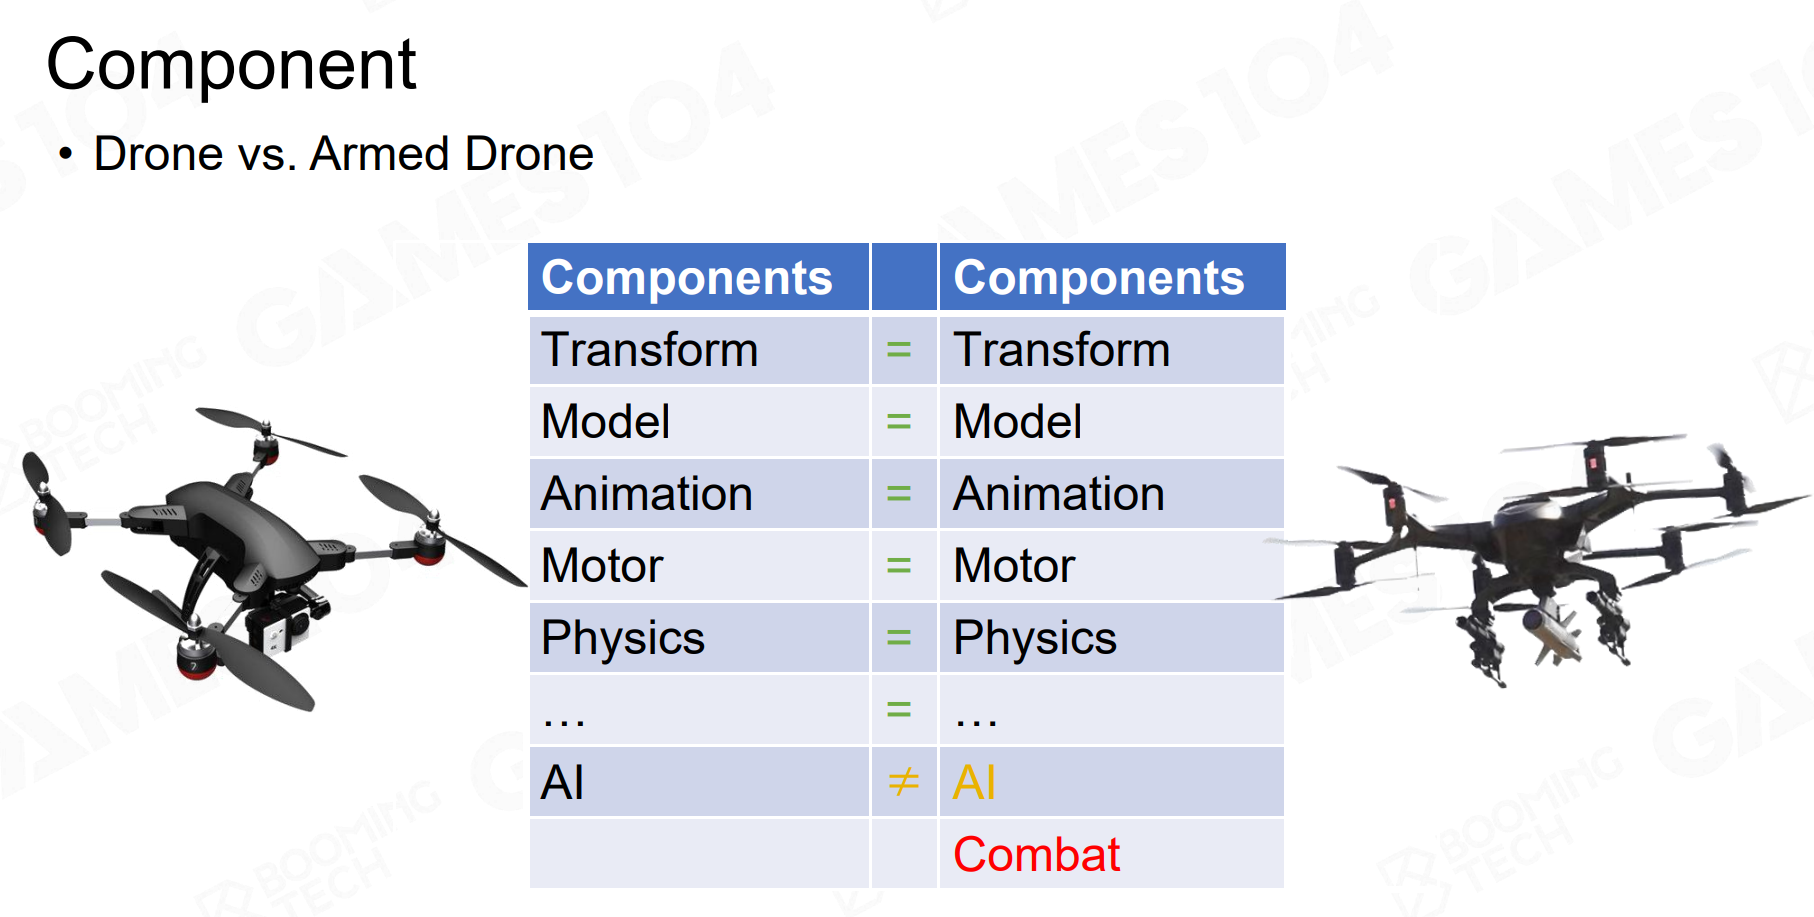 Component
• Drone vs. Armed Drone
Components Components
Transform = Transform
Model = Model
Animation = Animation
Motor = Motor
Physics = Physics
… = …
AI ≠ AI
Combat
GAMES104
BOOMING
TECH